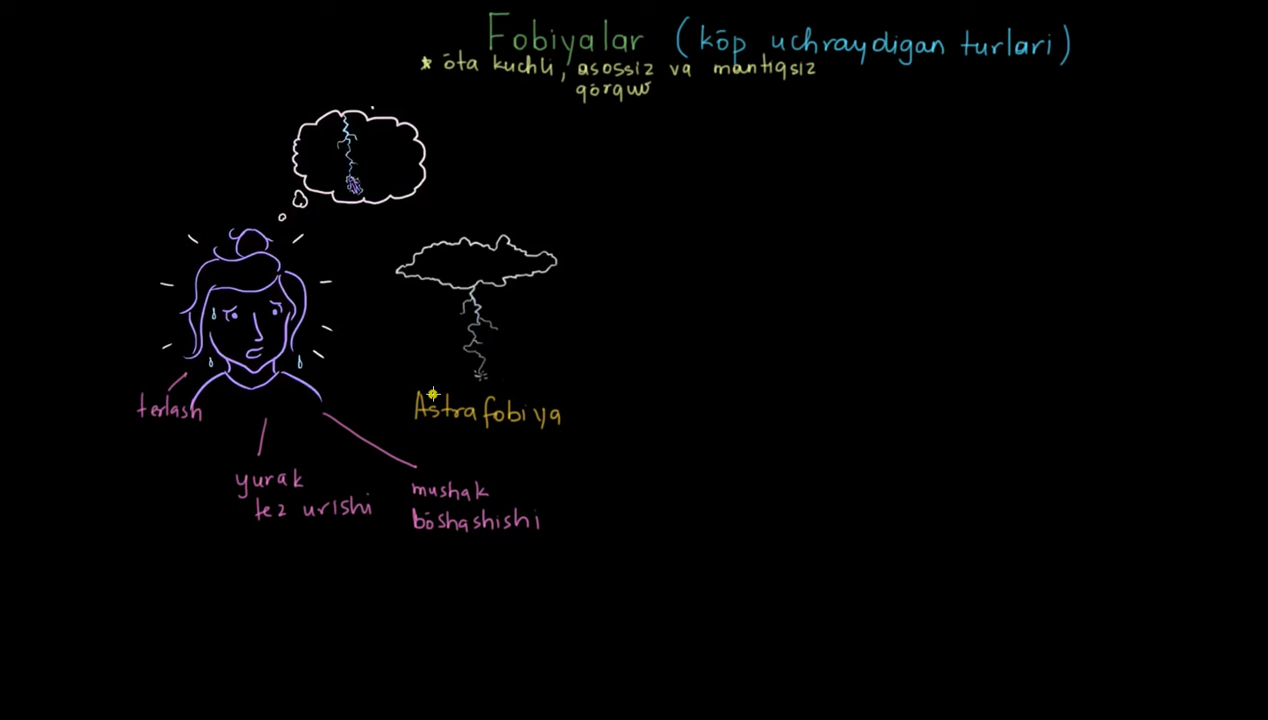 Fobiyalar (kōp uchraydigan turlari)
* ōta kuchli, asossiz va mantiqsiz
qōrquv
Astrafobiya
terlash
yurak
tez urishi
mushak
bōshashishi